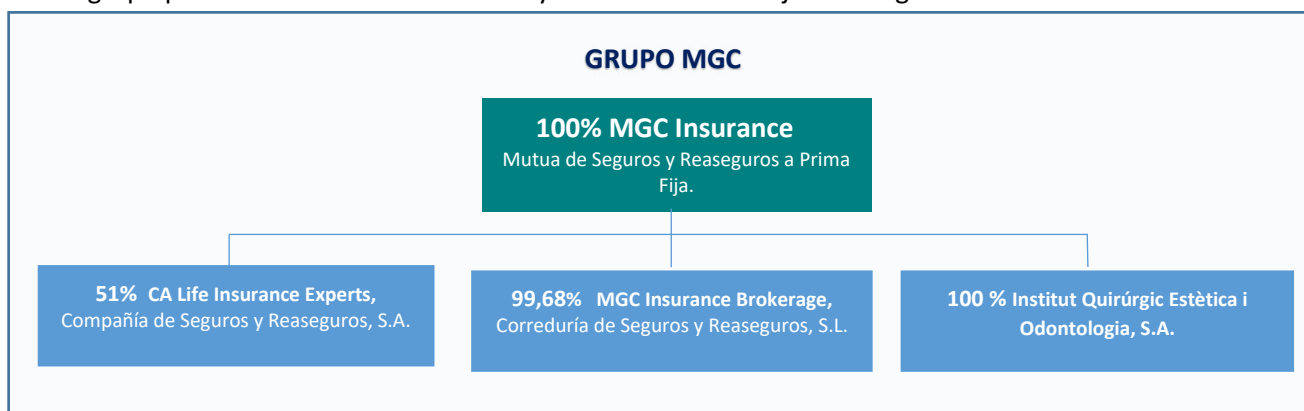 GRUPO MGC
100% MGC Insurance
Mutua de Seguros y Reaseguros a Prima
Fija.
51% CA Life Insurance Experts,
Compañía de Seguros y Reaseguros, S.A.
99,68% MGC Insurance Brokerage,
Correduría de Seguros y Reaseguros, S.L.
100 % Institut Quirúrgic Estètica i
Odontologia, S.A.